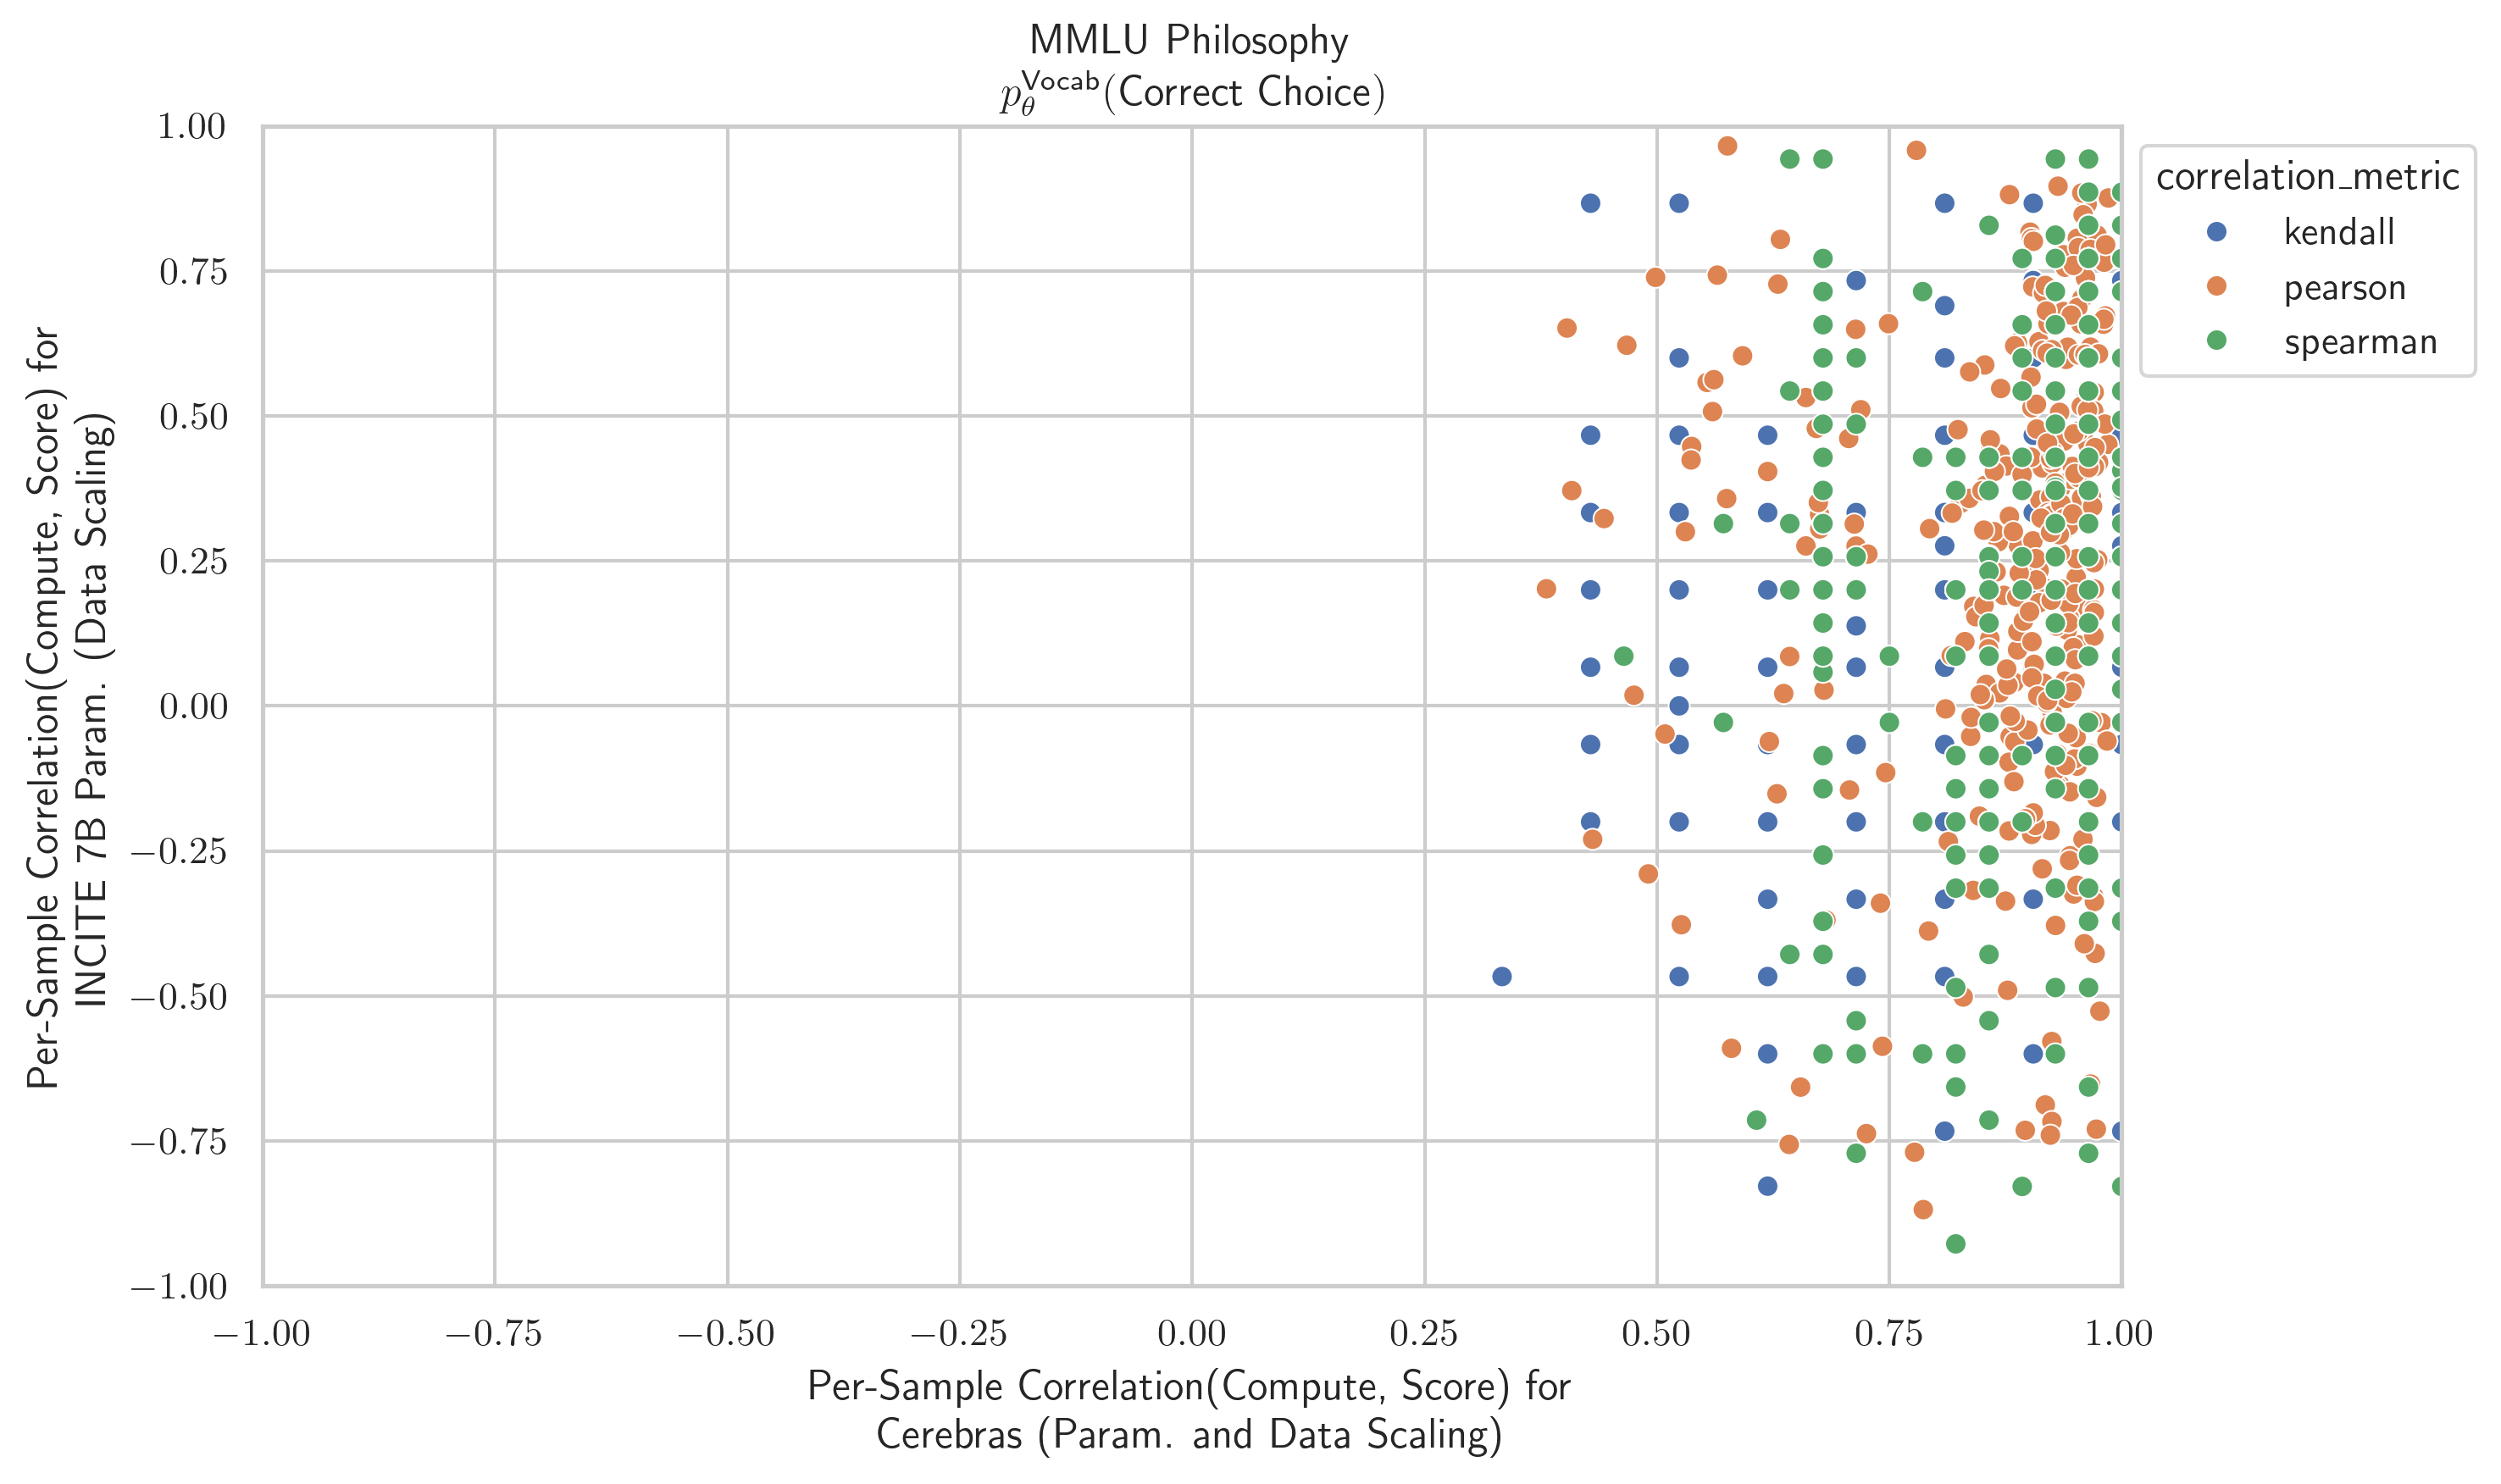 MMLU Philosophy
p_θ^Vocab(Correct Choice)
1.00
0.75
0.50
0.25
0.00
−0.25
−0.50
−0.75
−1.00
Per-Sample Correlation(Compute, Score) for
INCITE 7B Param. (Data Scaling)
−1.00 −0.75 −0.50 −0.25 0.00 0.25 0.50 0.75 1.00
Per-Sample Correlation(Compute, Score) for
Cerebras (Param. and Data Scaling)
correlation_metric
kendall
pearson
spearman